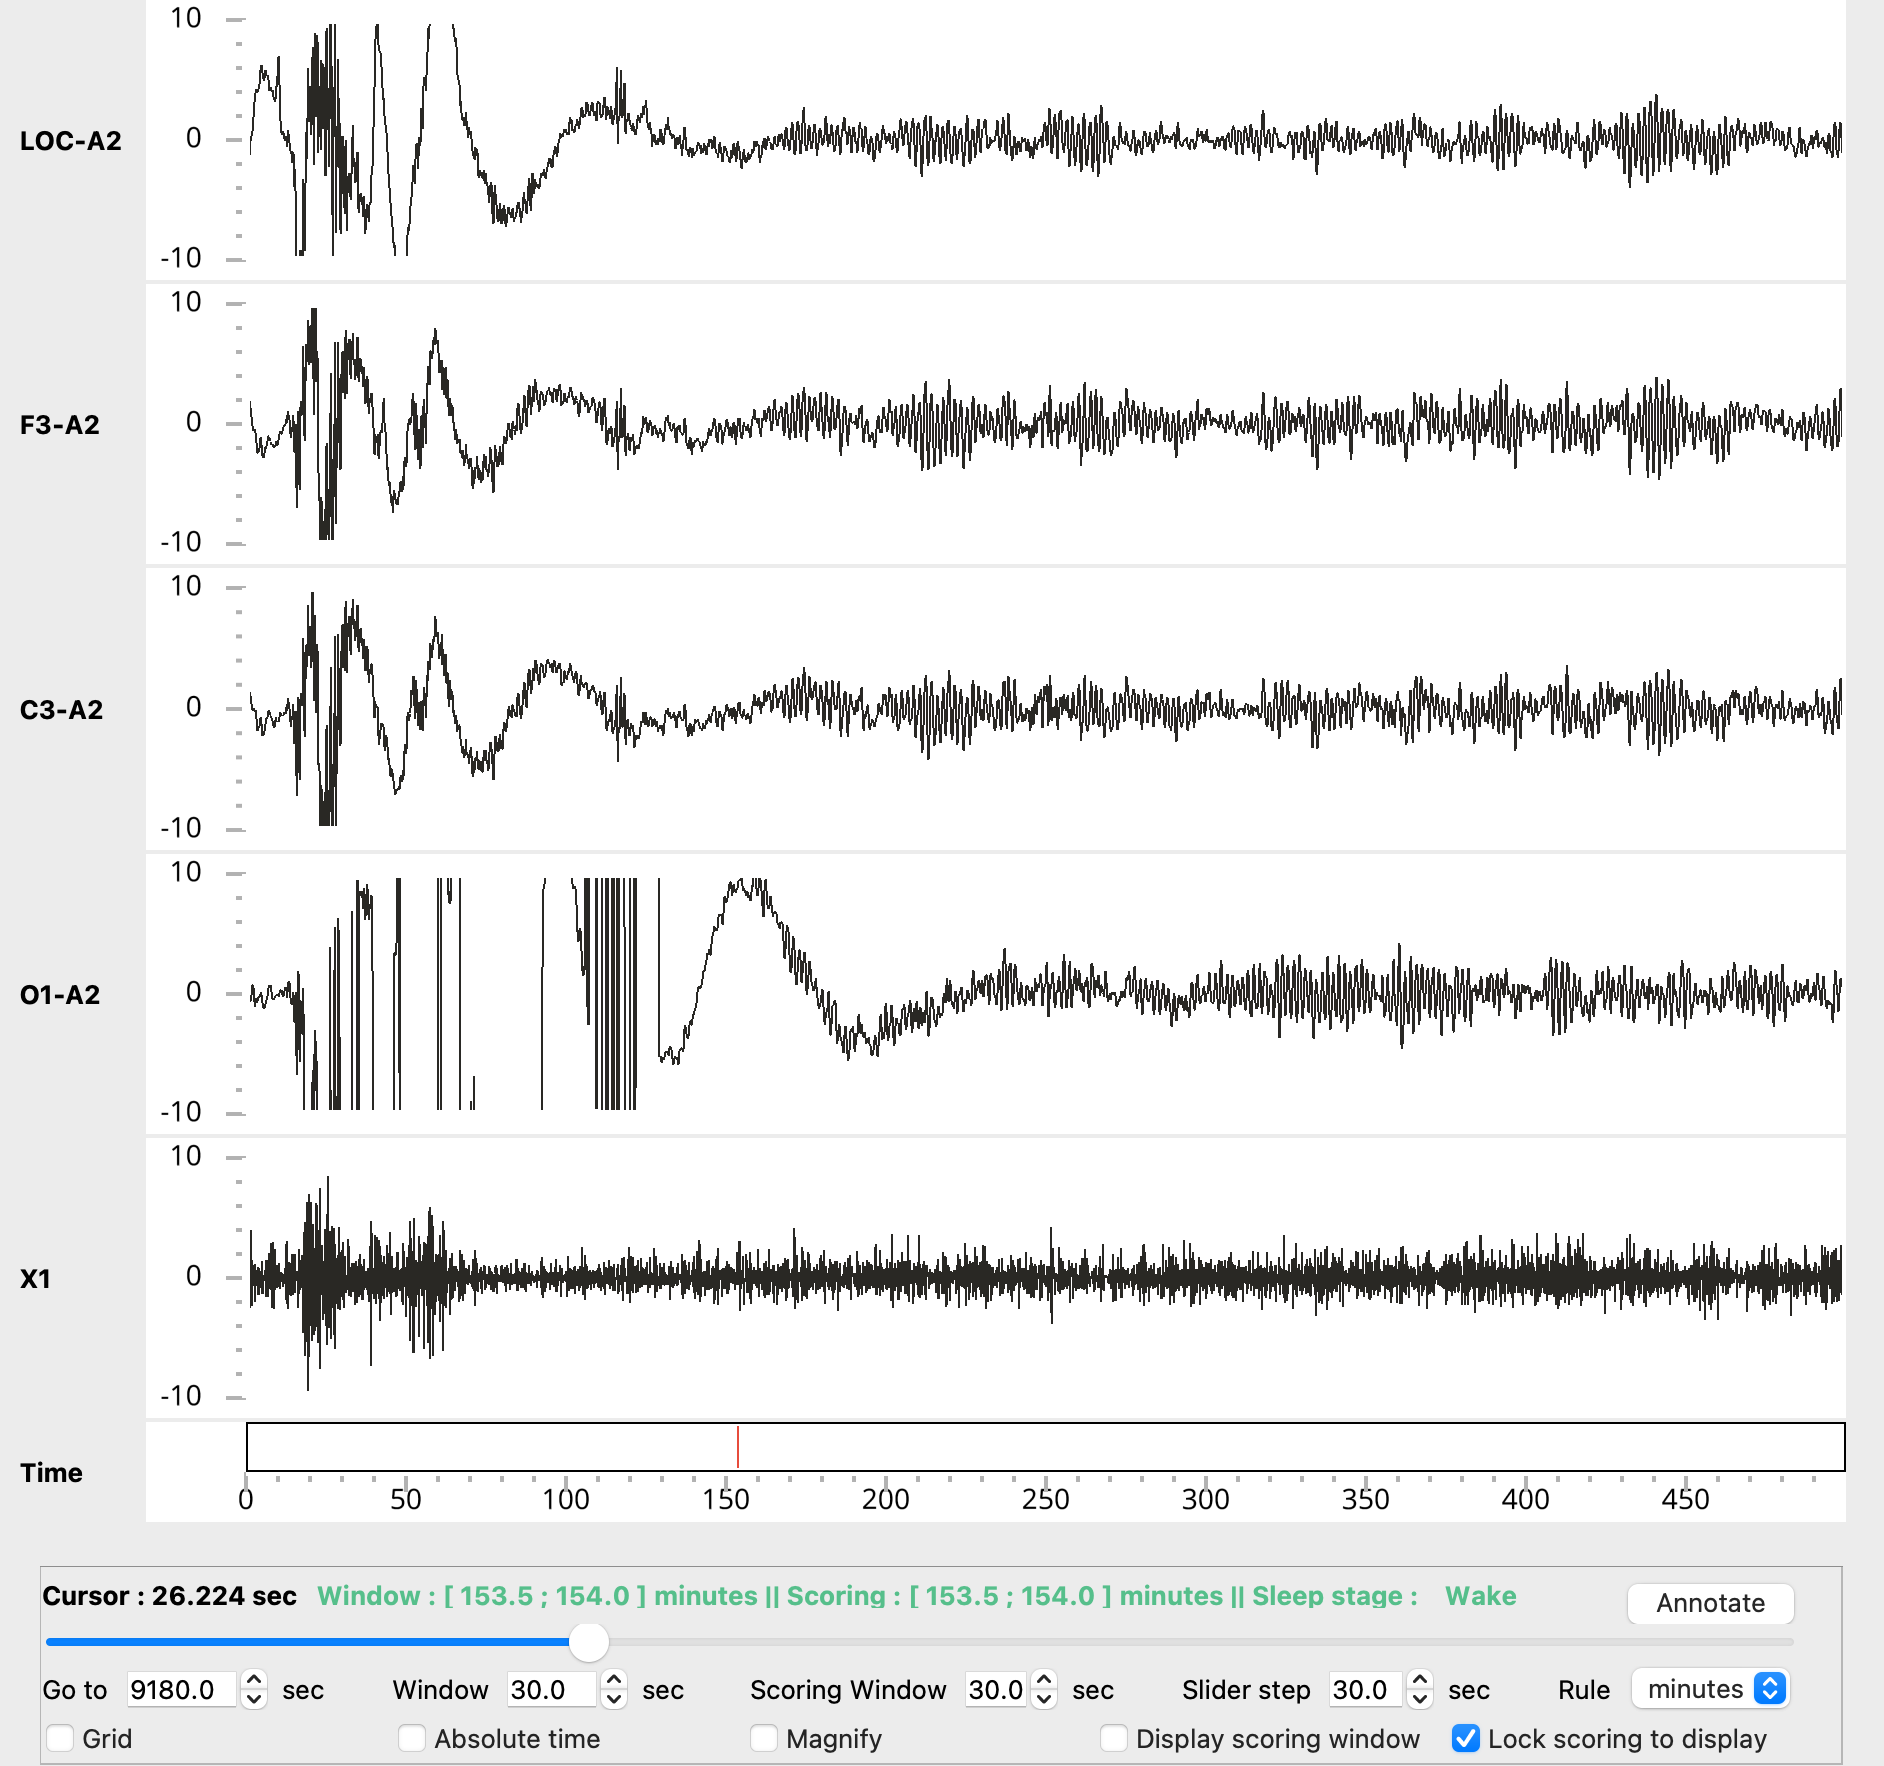 10
LOC-A2
0
-10
10
F3-A2
0
-10
10
C3-A2
0
-10
10
O1-A2
0
-10
10
X1
0
-10
Time
0 50 100 150 200 250 300 350 400 450
Cursor : 26.224 sec Window : [ 153.5 ; 154.0 ] minutes || Scoring : [ 153.5 ; 154.0 ] minutes || Sleep stage : Wake
Annotate
Go to 9180.0 sec Window 30.0 sec Scoring Window 30.0 sec Slider step 30.0 sec Rule minutes
Grid Absolute time Magnify Display scoring window Lock scoring to display